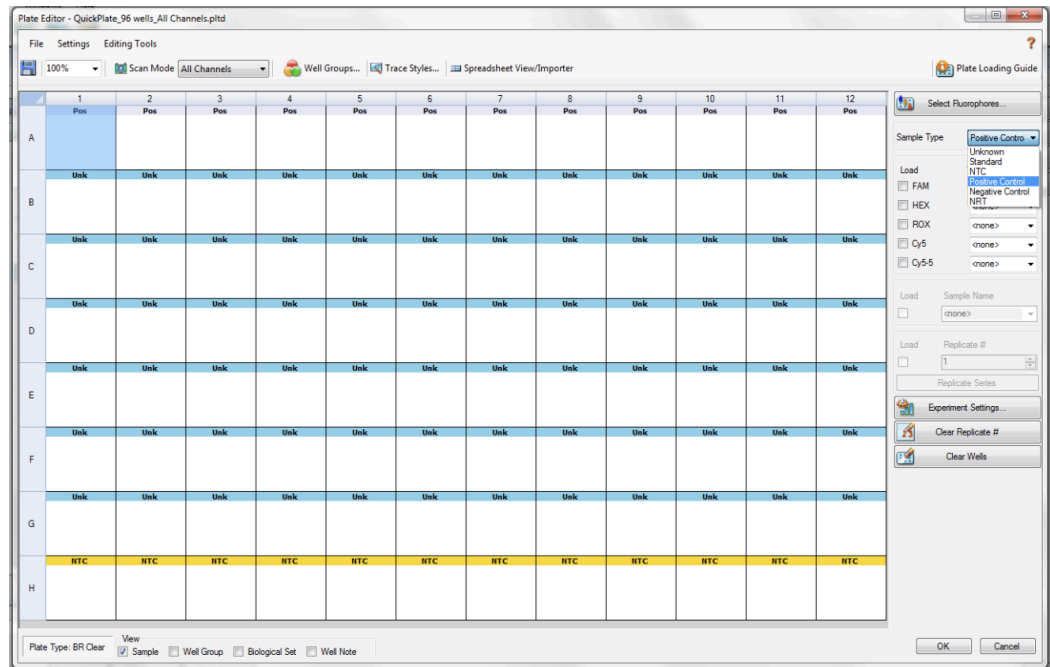 Plate Editor - QuickPlate_96 wells_All Channels.pltd
File Settings Editing Tools ?
100% Scan Mode All Channels Well Groups... Trace Styles... Spreadsheet View/Importer Plate Loading Guide
1 2 3 4 5 6 7 8 9 10 11 12
Pos Pos Pos Pos Pos Pos Pos Pos Pos Pos Pos Pos
A
Unk Unk Unk Unk Unk Unk Unk Unk Unk Unk Unk Unk
B
Unk Unk Unk Unk Unk Unk Unk Unk Unk Unk Unk Unk
C
Unk Unk Unk Unk Unk Unk Unk Unk Unk Unk Unk Unk
D
Unk Unk Unk Unk Unk Unk Unk Unk Unk Unk Unk Unk
E
Unk Unk Unk Unk Unk Unk Unk Unk Unk Unk Unk Unk
F
Unk Unk Unk Unk Unk Unk Unk Unk Unk Unk Unk Unk
G
NTC NTC NTC NTC NTC NTC NTC NTC NTC NTC NTC NTC
H
Select Fluorophores...
Sample Type Positive Contro
Unknown
Standard
NTC
Positive Control
Negative Control
NRT
Load
FAM
HEX
ROX <none>
Cy5 <none>
Cy5-5 <none>
Load Sample Name
<none>
Load Replicate #
1
Replicate Series
Experiment Settings...
Clear Replicate #
Clear Wells
Plate Type: BR Clear
View
Sample Well Group Biological Set Well Note
OK Cancel